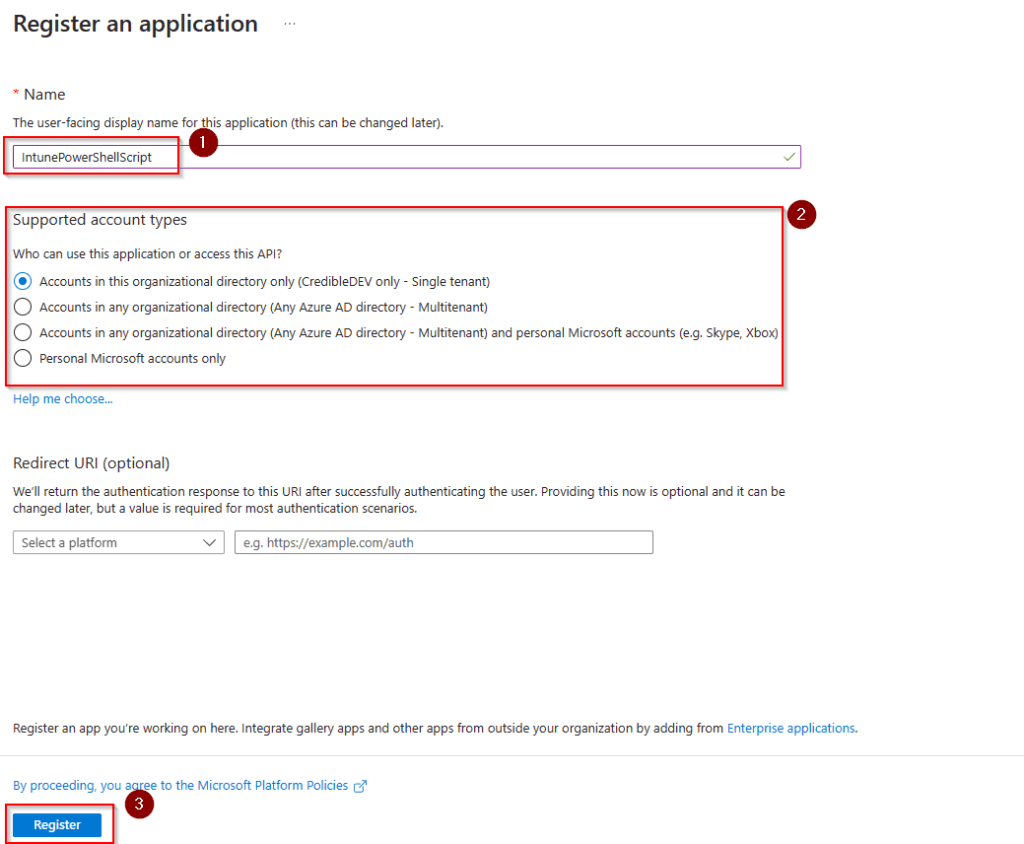 Register an application ...
* Name
The user-facing display name for this application (this can be changed later).
1
IntunePowerShellScript
2
Supported account types
Who can use this application or access this API?
Accounts in this organizational directory only (CredibleDEV only - Single tenant)
Accounts in any organizational directory (Any Azure AD directory - Multitenant)
Accounts in any organizational directory (Any Azure AD directory - Multitenant) and personal Microsoft accounts (e.g. Skype, Xbox)
Personal Microsoft accounts only
Help me choose...
Redirect URI (optional)
We'll return the authentication response to this URI after successfully authenticating the user. Providing this now is optional and it can be
changed later, but a value is required for most authentication scenarios.
Select a platform
e.g. https://example.com/auth
Register an app you're working on here. Integrate gallery apps and other apps from outside your organization by adding from Enterprise applications.
By proceeding, you agree to the Microsoft Platform Policies
3
Register